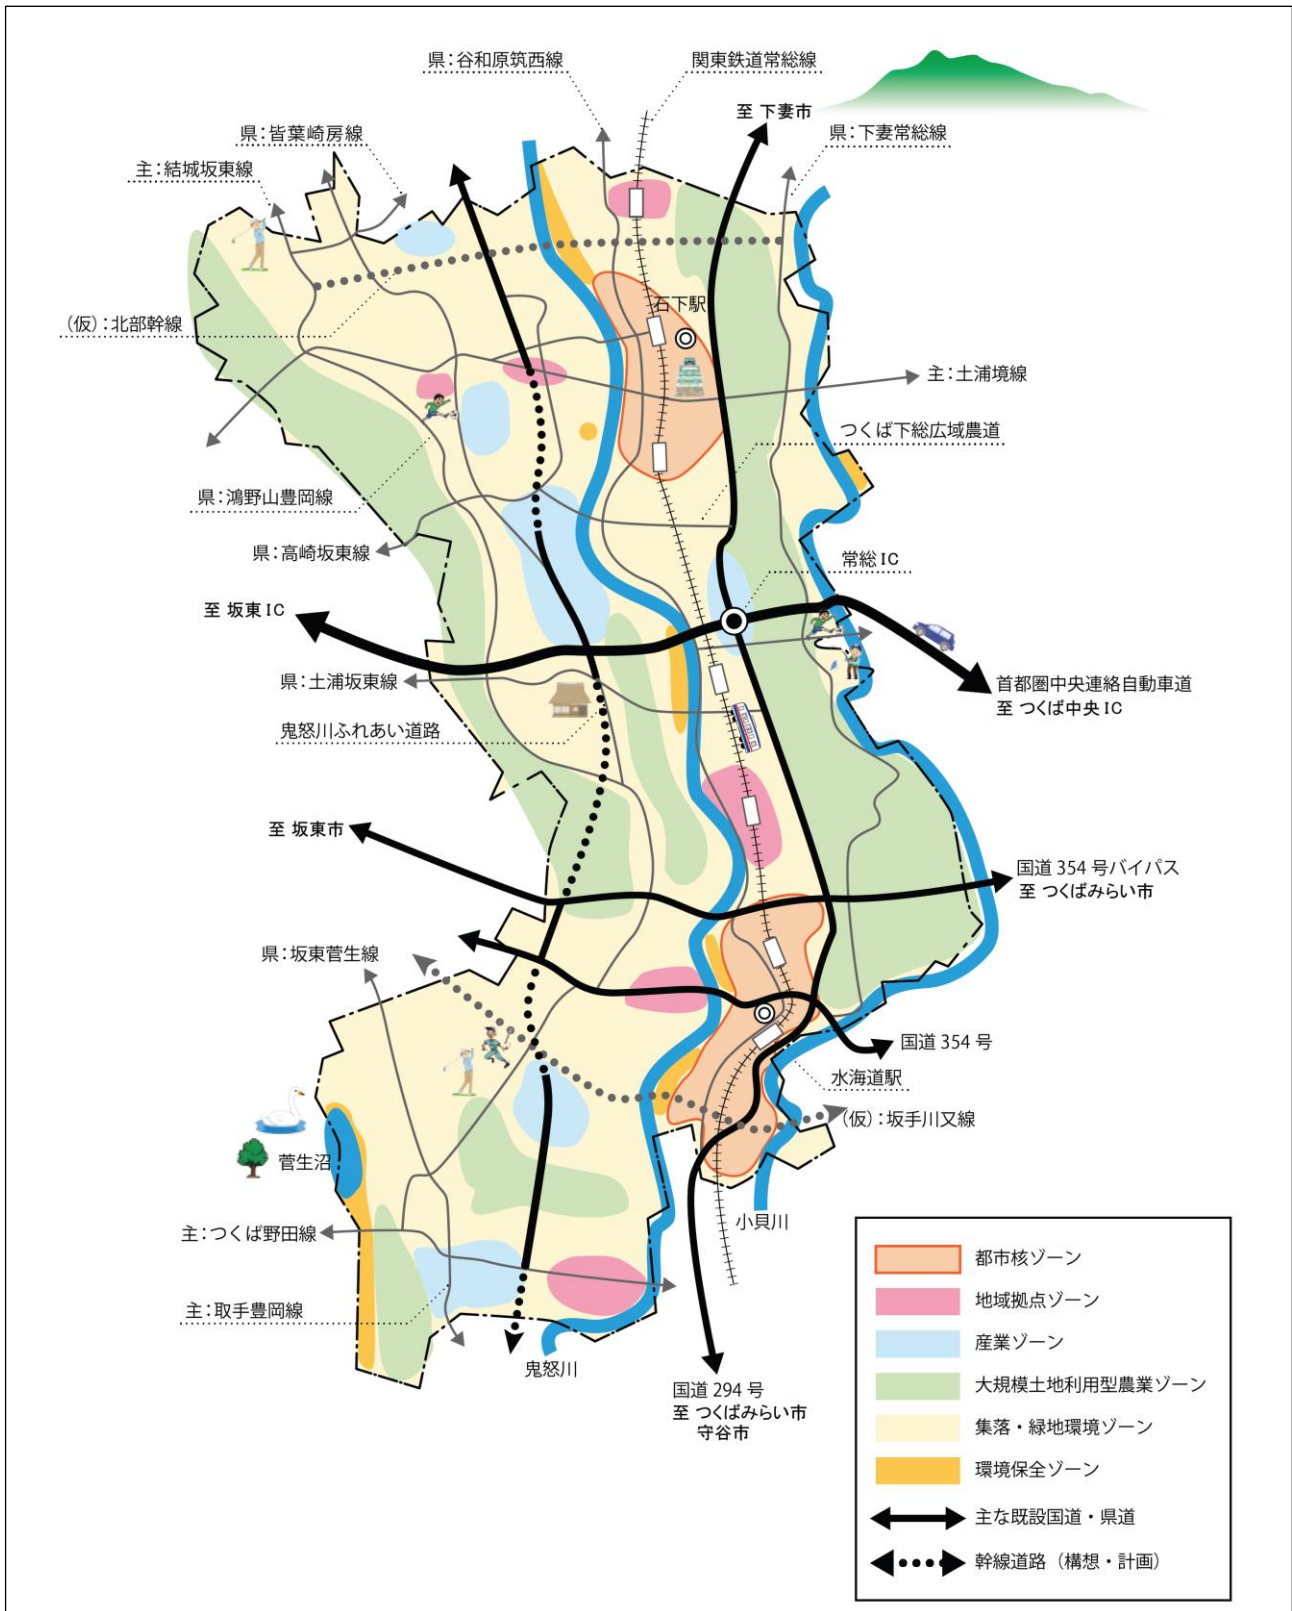 県：谷和原筑西線
関東鉄道常総線
至 下妻市
県：皆葉崎房線
県：下妻常総線
主：結城坂東線
石下駅
（仮）：北部幹線
主：土浦境線
つくば下総広域農道
県：鴻野山豊岡線
県：高崎坂東線
常総 IC
至 坂東 IC
県：土浦坂東線
首都圏中央連絡自動車道
至 つくば中央 IC
鬼怒川ふれあい道路
至 坂東市
国道 354 号バイパス
至 つくばみらい市
県：坂東菅生線
国道 354 号
水海道駅
（仮）：坂手川又線
菅生沼
小貝川
主：つくば野田線
主：取手豊岡線
鬼怒川
国道 294 号
至 つくばみらい市
守谷市
都市核ゾーン
地域拠点ゾーン
産業ゾーン
大規模土地利用型農業ゾーン
集落・緑地環境ゾーン
環境保全ゾーン
主な既設国道・県道
幹線道路（構想・計画）